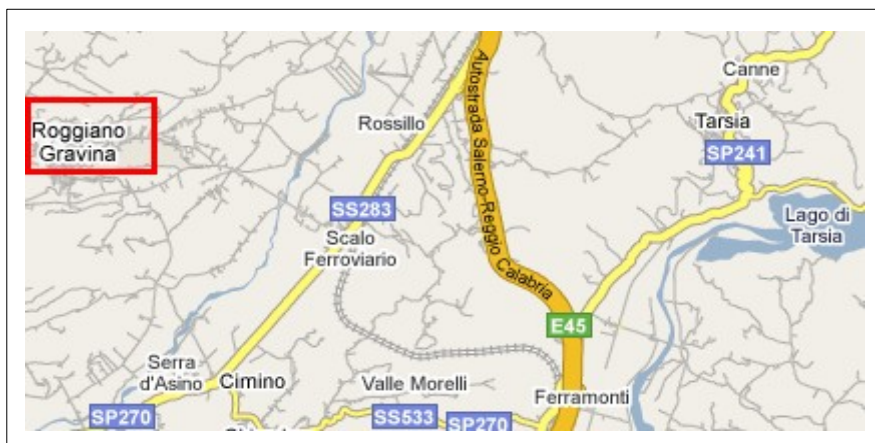 Canne
Roggiano
Gravina
Rossillo
Autostrada Salerno-Reggio Calabria
Tarsia
SP241
SS283
Lago di
Tarsia
Scalo
Ferroviario
E45
Serra
d'Asino
Cimino
Valle Morelli
Ferramonti
SP270
SS533
SP270